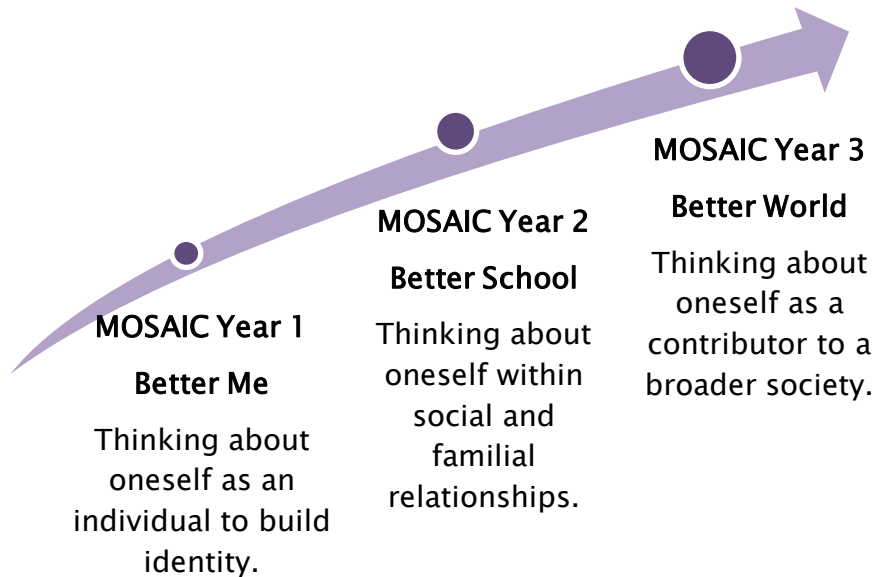 MOSAIC Year 1
Better Me
Thinking about
oneself as an
individual to build
identity.
MOSAIC Year 2
Better School
Thinking about
oneself within
social and
familial
relationships.
MOSAIC Year 3
Better World
Thinking about
oneself as a
contributor to a
broader society.